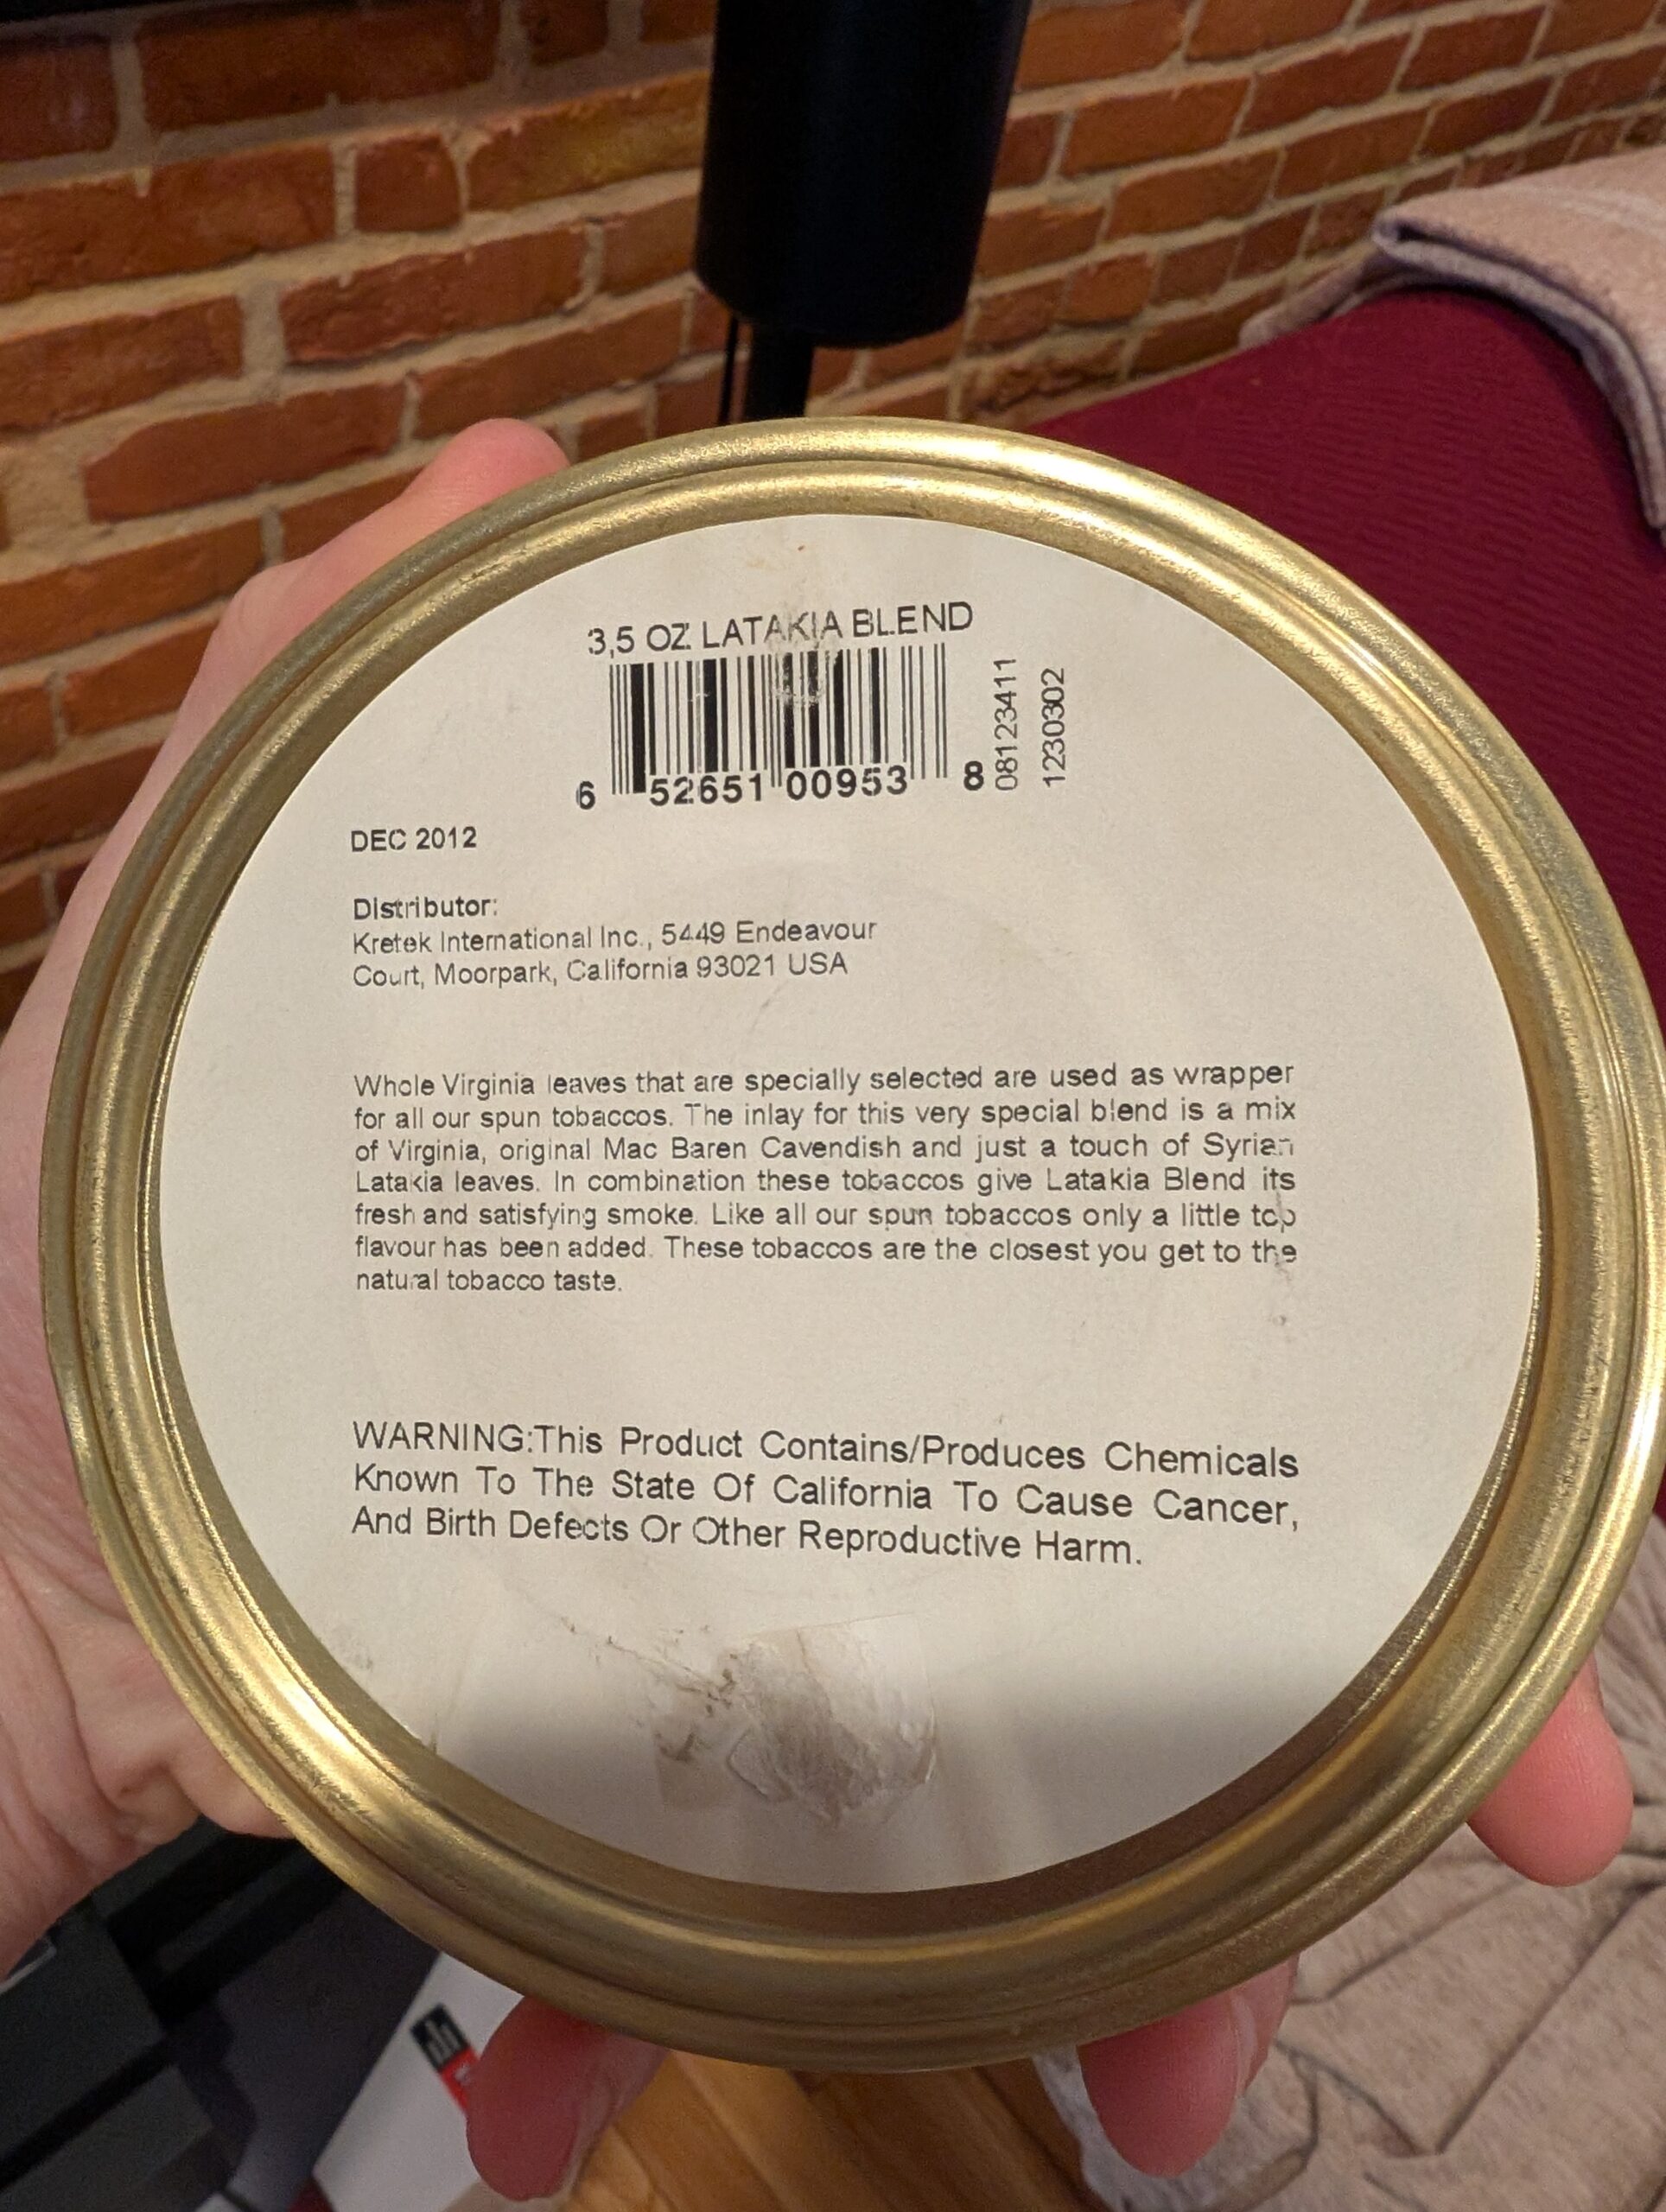 3,5 OZ LATAKIA BLEND
6 52651 00953 8
08123411
1230302
DEC 2012
Distributor:
Kretek International Inc., 5449 Endeavour
Court, Moorpark, California 93021 USA
Whole Virginia leaves that are specially selected are used as wrapper
for all our spun tobaccos. The inlay for this very special blend is a mix
of Virginia, original Mac Baren Cavendish and just a touch of Syrian
Latakia leaves. In combination these tobaccos give Latakia Blend its
fresh and satisfying smoke. Like all our spun tobaccos only a little top
flavour has been added. These tobaccos are the closest you get to the
natural tobacco taste.
WARNING:This Product Contains/Produces Chemicals
Known To The State Of California To Cause Cancer,
And Birth Defects Or Other Reproductive Harm.